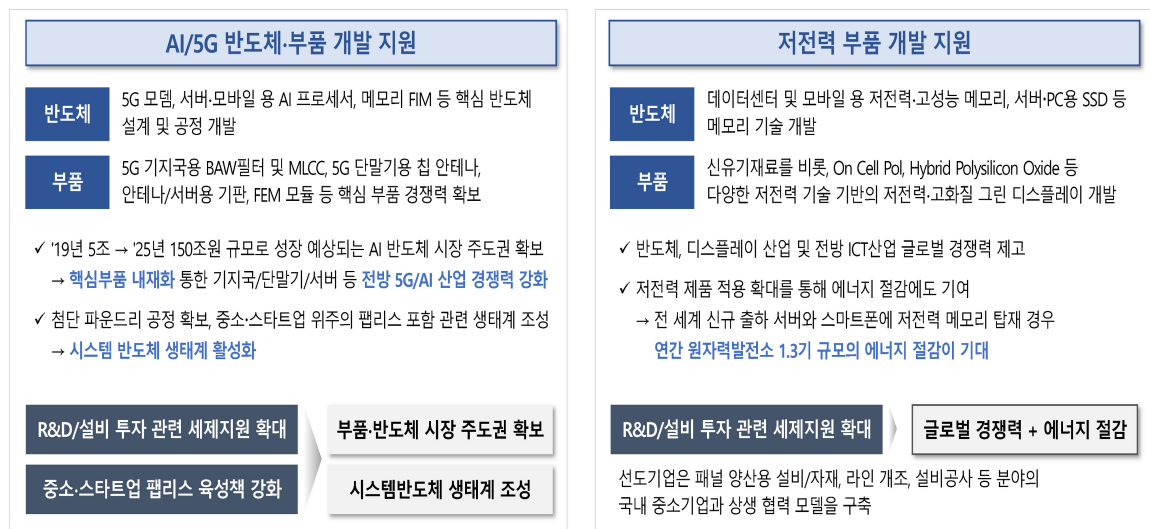 AI/5G 반도체·부품 개발 지원
반도체
5G 모뎀, 서버·모바일 용 AI 프로세서, 메모리 FIM 등 핵심 반도체
설계 및 공정 개발
부품
5G 기지국용 BAW필터 및 MLCC, 5G 단말기용 칩 안테나,
안테나/서버용 기판, FEM 모듈 등 핵심 부품 경쟁력 확보
✓ '19년 5조 → '25년 150조원 규모로 성장 예상되는 AI 반도체 시장 주도권 확보
→ 핵심부품 내재화 통한 기지국/단말기/서버 등 전방 5G/AI 산업 경쟁력 강화
✓ 첨단 파운드리 공정 확보, 중소·스타트업 위주의 팹리스 포함 관련 생태계 조성
→ 시스템 반도체 생태계 활성화
R&D/설비 투자 관련 세제지원 확대
부품·반도체 시장 주도권 확보
중소·스타트업 팹리스 육성책 강화
시스템반도체 생태계 조성
저전력 부품 개발 지원
반도체
데이터센터 및 모바일 용 저전력·고성능 메모리, 서버·PC용 SSD 등
메모리 기술 개발
부품
신유기재료를 비롯, On Cell Pol, Hybrid Polysilicon Oxide 등
다양한 저전력 기술 기반의 저전력·고화질 그린 디스플레이 개발
✓ 반도체, 디스플레이 산업 및 전방 ICT산업 글로벌 경쟁력 제고
✓ 저전력 제품 적용 확대를 통해 에너지 절감에도 기여
→ 전 세계 신규 출하 서버와 스마트폰에 저전력 메모리 탑재 경우
연간 원자력발전소 1.3기 규모의 에너지 절감이 기대
R&D/설비 투자 관련 세제지원 확대
글로벌 경쟁력 + 에너지 절감
선도기업은 패널 양산용 설비/자재, 라인 개조, 설비공사 등 분야의
국내 중소기업과 상생 협력 모델을 구축